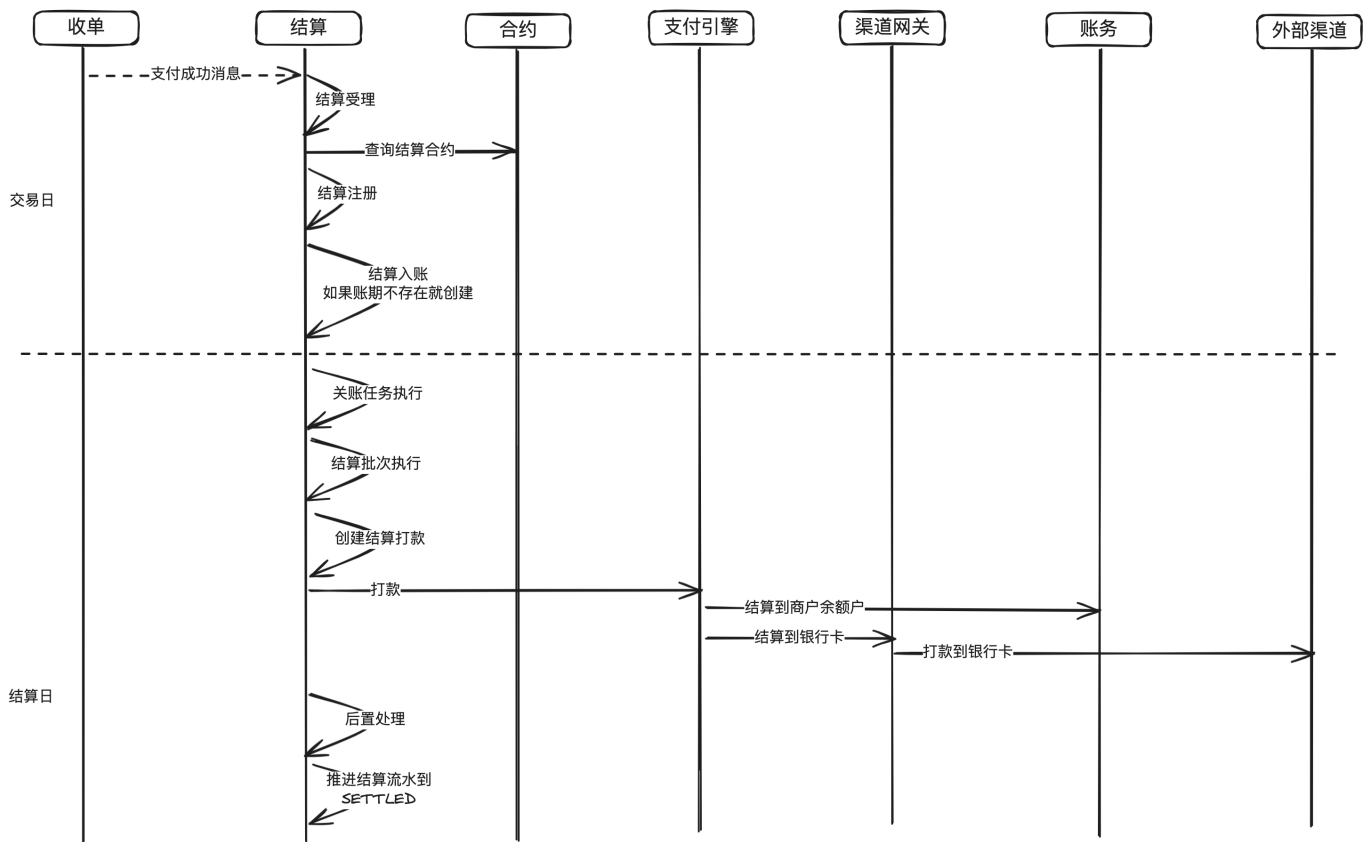 收单
结算
合约
支付引擎
渠道网关
账务
外部渠道
支付成功消息
结算受理
查询结算合约
结算注册
交易日
结算入账
如果账期不存在就创建
关账任务执行
结算批次执行
创建结算打款
打款
结算到商户余额户
结算到银行卡
打款到银行卡
结算日
后置处理
推进结算流水到
SETTLED